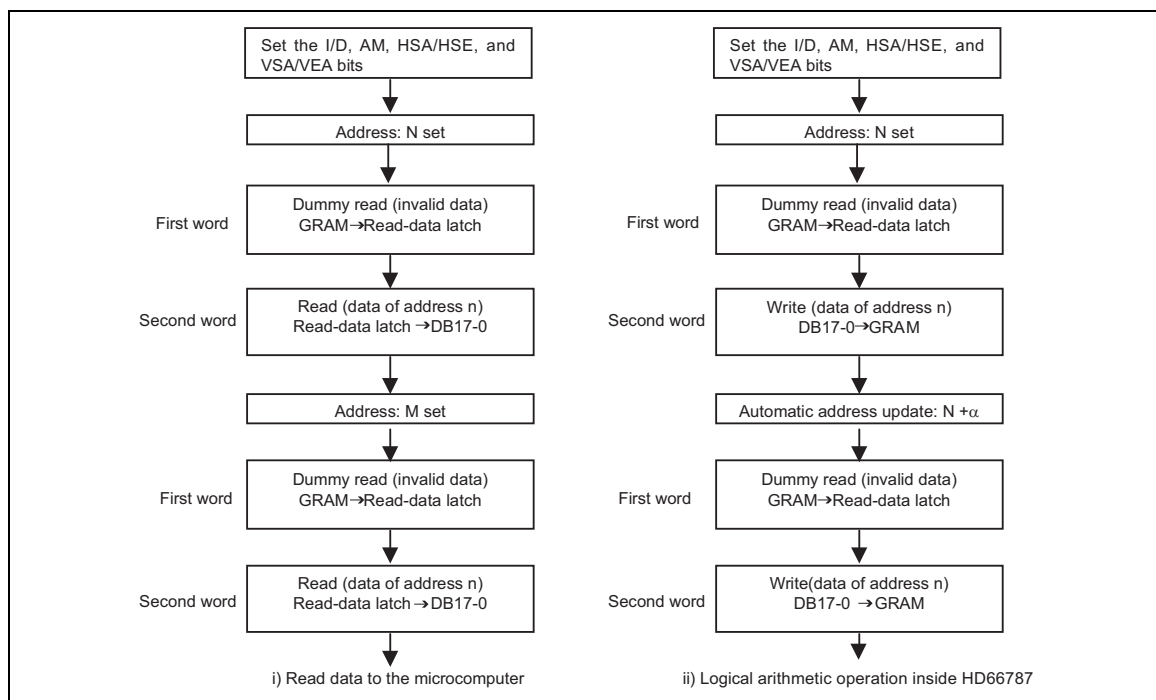 Set the I/D, AM, HSA/HSE, and
VSA/VEA bits
Address: N set
First word
Dummy read (invalid data)
GRAM→Read-data latch
Second word
Read (data of address n)
Read-data latch →DB17-0
Address: M set
First word
Dummy read (invalid data)
GRAM→Read-data latch
Second word
Read (data of address n)
Read-data latch →DB17-0
i) Read data to the microcomputer
Set the I/D, AM, HSA/HSE, and
VSA/VEA bits
Address: N set
First word
Dummy read (invalid data)
GRAM→Read-data latch
Second word
Write (data of address n)
DB17-0→GRAM
Automatic address update: N +α
First word
Dummy read (invalid data)
GRAM→Read-data latch
Second word
Write(data of address n)
DB17-0 →GRAM
ii) Logical arithmetic operation inside HD66787